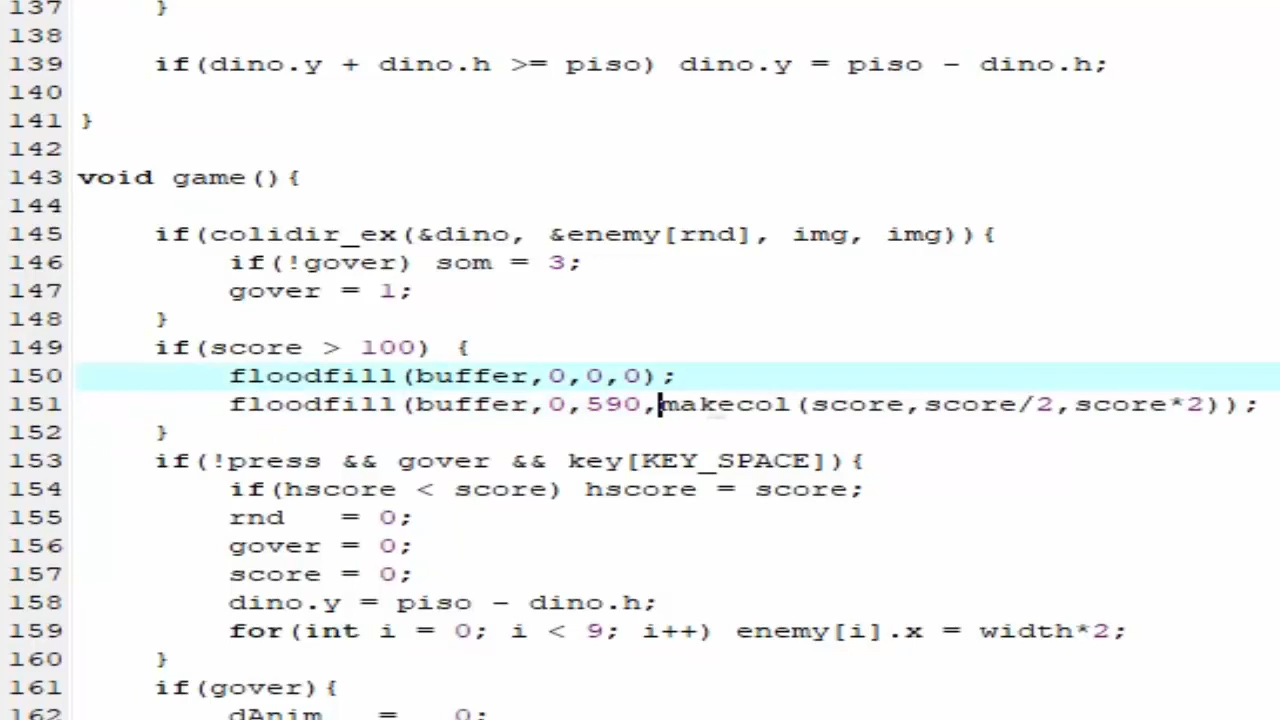 137 }
138
139 if(dino.y + dino.h >= piso) dino.y = piso - dino.h;
140
141 }
142
143 void game(){
144
145 if(colidir_ex(&dino, &enemy[rnd], img, img)){
146 if(!gover) som = 3;
147 gover = 1;
148 }
149 if(score > 100) {
150 floodfill(buffer,0,0,0);
151 floodfill(buffer,0,590,makecol(score,score/2,score*2));
152 }
153 if(!press && gover && key[KEY_SPACE]){
154 if(hscore < score) hscore = score;
155 rnd = 0;
156 gover = 0;
157 score = 0;
158 dino.y = piso - dino.h;
159 for(int i = 0; i < 9; i++) enemy[i].x = width*2;
160 }
161 if(gover){
162 dAnim = 0;